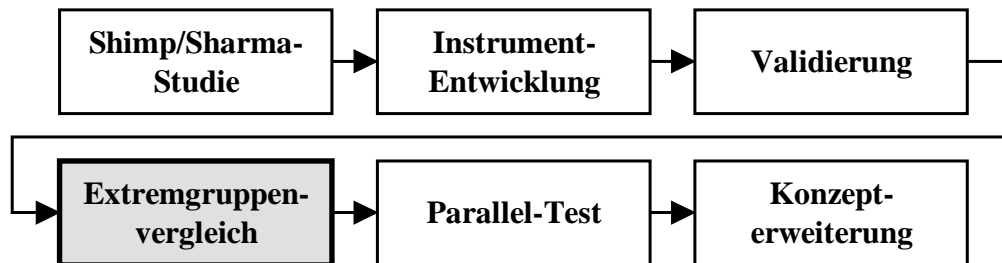 Shimp/Sharma-
Studie
Instrument-
Entwicklung
Validierung
Extremgruppen-
vergleich
Parallel-Test
Konzept-
erweiterung